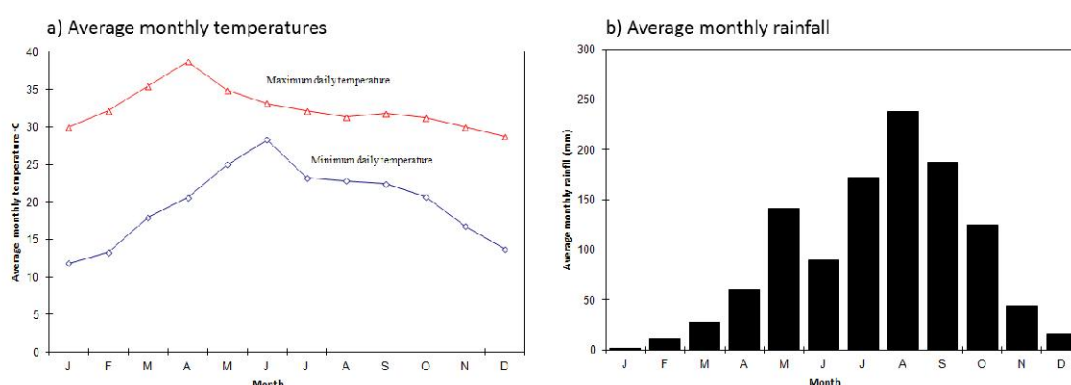 a) Average monthly temperatures
40
35
30
25
20
15
10
5
0
Average monthly temperature ◦C
Maximum daily temperature
Minimum daily temperature
J F M A M J J A S O N D
Month
b) Average monthly rainfall
300
250
200
150
100
50
0
Average monthly rainfll (mm)
J F M A M J J A S O N D
Month